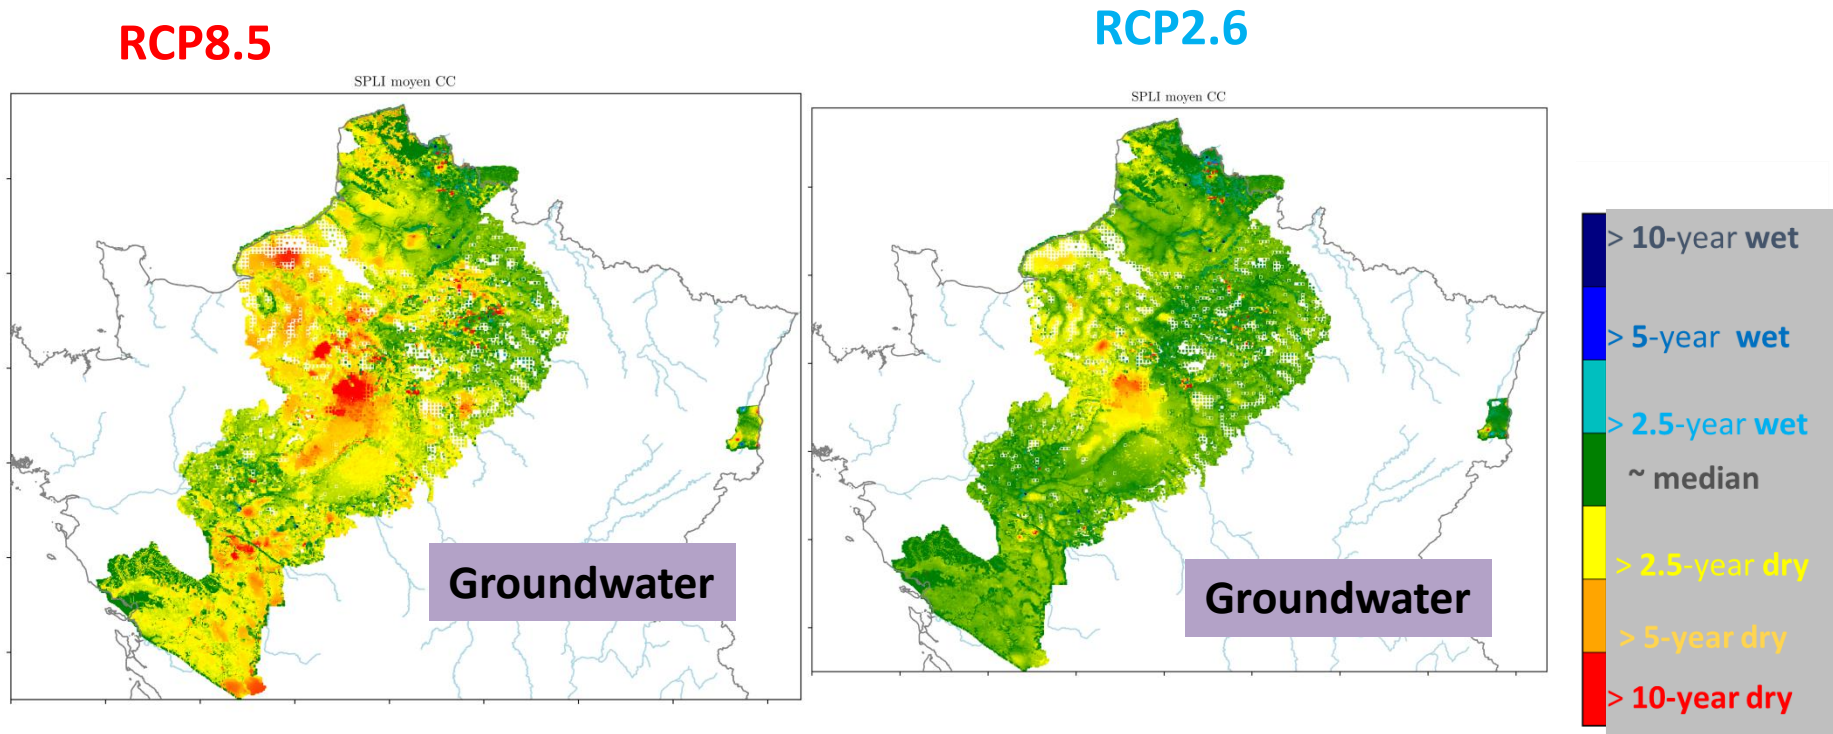 RCP8.5
RCP2.6
SPLI moyen CC
SPLI moyen CC
Groundwater
Groundwater
> 10-year wet
> 5-year wet
> 2.5-year wet
~ median
> 2.5-year dry
> 5-year dry
> 10-year dry